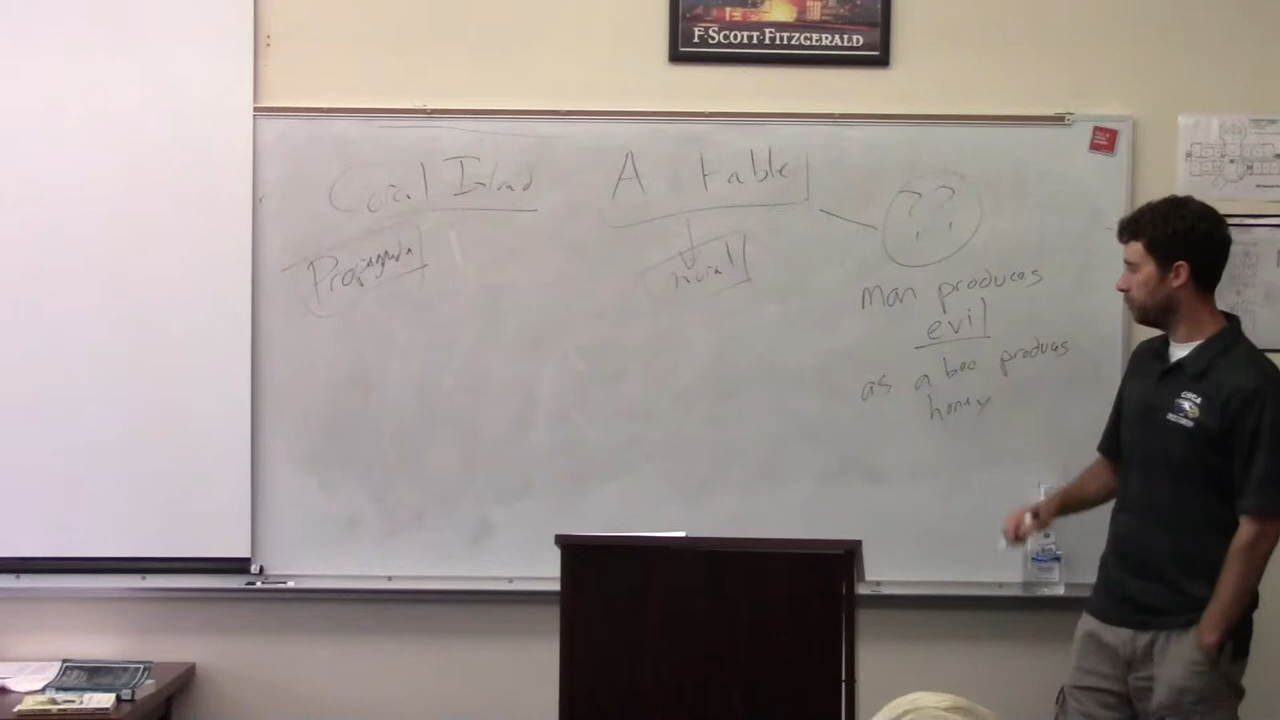 F·SCOTT·FITZGERALD
Coral Island
A Fable
? ?
Propaganda
moral
Man produces
evil
as a bee produces
honey